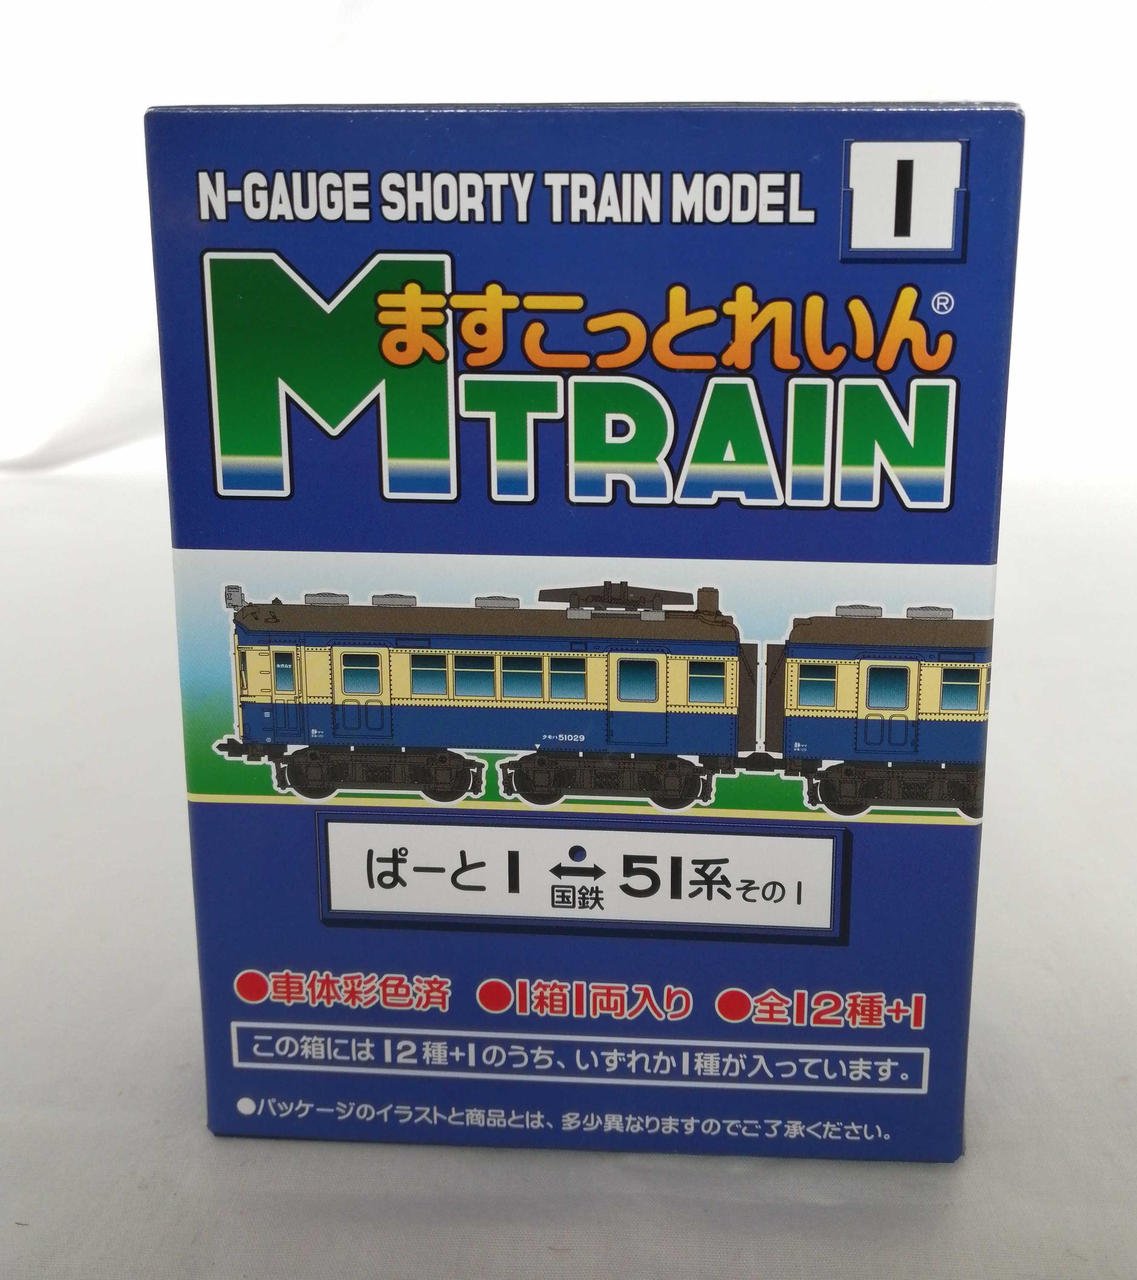 N-GAUGE SHORTY TRAIN MODEL
1
ますこっとれいん®
MTRAIN
クモハ51029
ぱーと1 国鉄 51系その1
●車体彩色済 ●1箱1両入り ●全12種+1
この箱には12種+1のうち、いずれか1種が入っています。
●パッケージのイラストと商品とは、多少異なりますのでご了承ください。